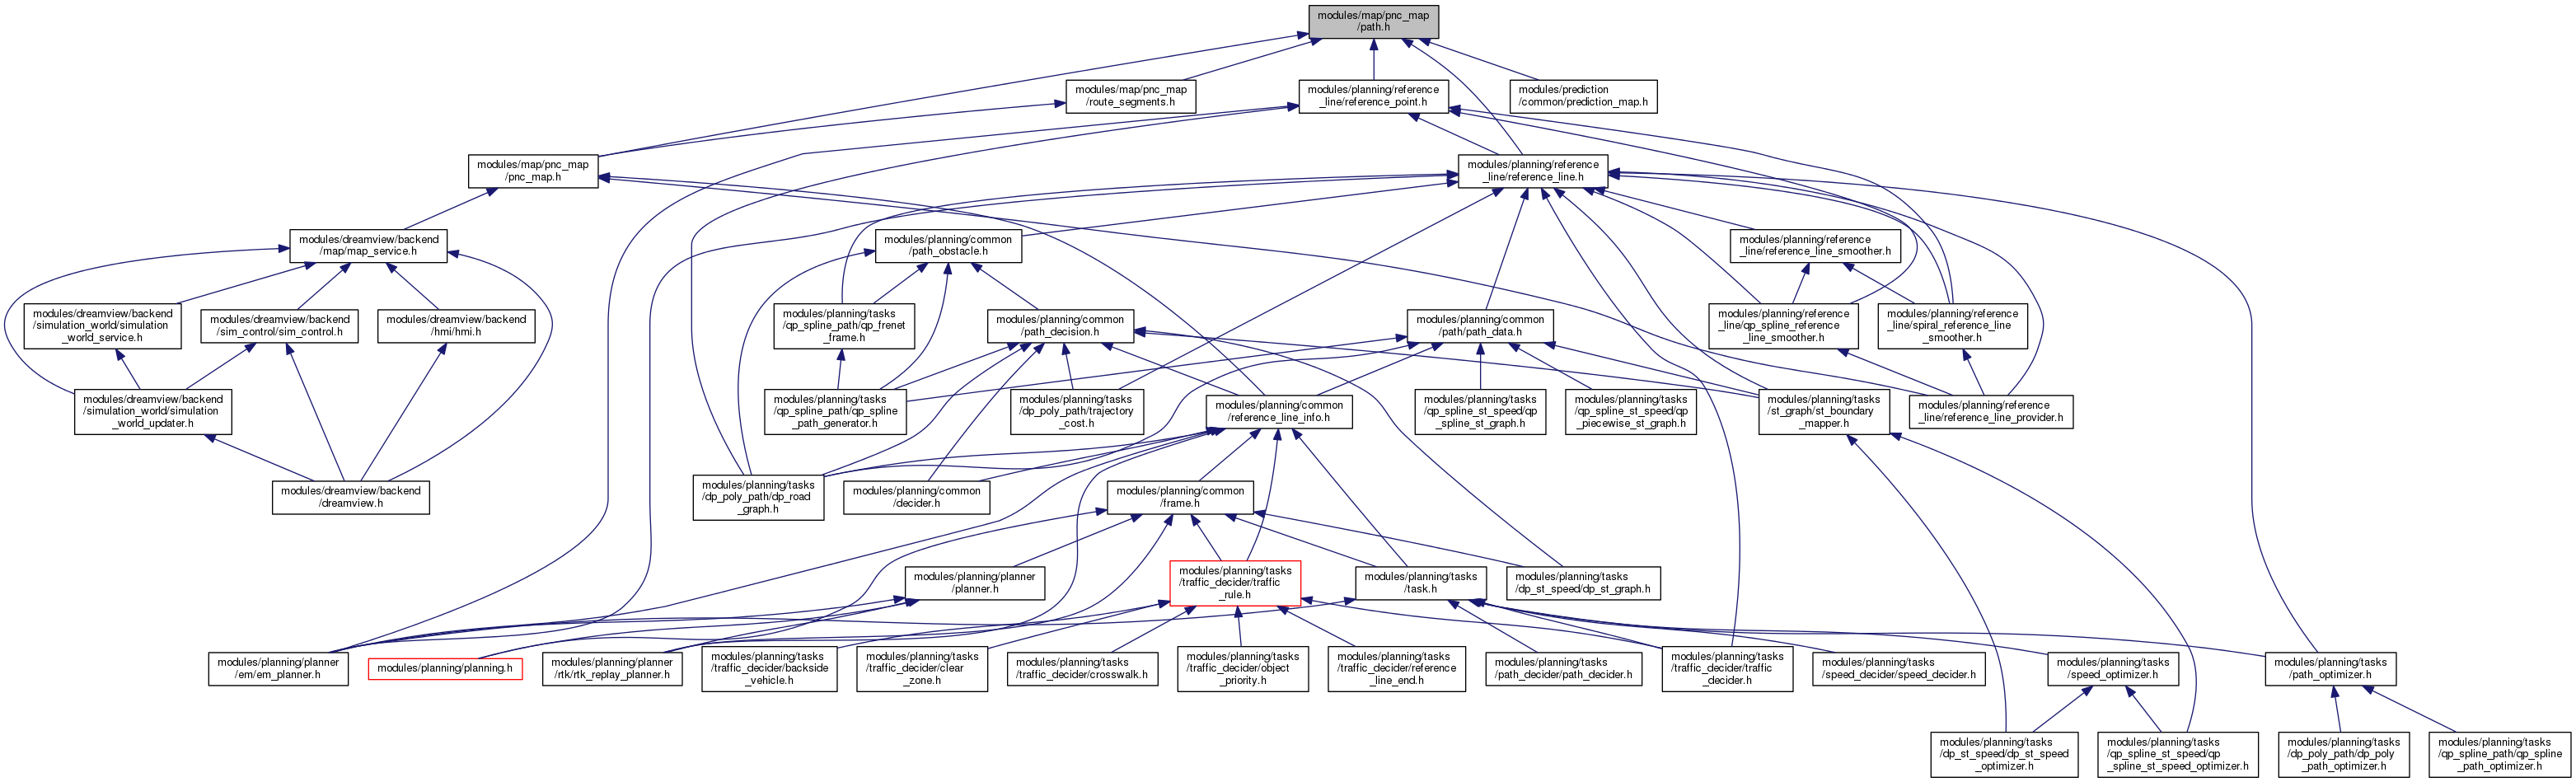 modules/map/pnc_map
/path.h
modules/map/pnc_map
/route_segments.h
modules/planning/reference
_line/reference_point.h
modules/prediction
/common/prediction_map.h
modules/map/pnc_map
/pnc_map.h
modules/planning/reference
_line/reference_line.h
modules/dreamview/backend
/map/map_service.h
modules/planning/common
/path_obstacle.h
modules/planning/reference
_line/reference_line_smoother.h
modules/dreamview/backend
/simulation_world/simulation
_world_service.h
modules/dreamview/backend
/sim_control/sim_control.h
modules/dreamview/backend
/hmi/hmi.h
modules/planning/tasks
/qp_spline_path/qp_frenet
_frame.h
modules/planning/common
/path_decision.h
modules/planning/common
/path/path_data.h
modules/planning/reference
_line/qp_spline_reference
_line_smoother.h
modules/planning/reference
_line/spiral_reference_line
_smoother.h
modules/dreamview/backend
/simulation_world/simulation
_world_updater.h
modules/planning/tasks
/qp_spline_path/qp_spline
_path_generator.h
modules/planning/tasks
/dp_poly_path/trajectory
_cost.h
modules/planning/common
/reference_line_info.h
modules/planning/tasks
/qp_spline_st_speed/qp
_spline_st_graph.h
modules/planning/tasks
/qp_spline_st_speed/qp
_piecewise_st_graph.h
modules/planning/tasks
/st_graph/st_boundary
_mapper.h
modules/planning/reference
_line/reference_line_provider.h
modules/dreamview/backend
/dreamview.h
modules/planning/tasks
/dp_poly_path/dp_road
_graph.h
modules/planning/common
/decider.h
modules/planning/common
/frame.h
modules/planning/planner
/planner.h
modules/planning/tasks
/traffic_decider/traffic
_rule.h
modules/planning/tasks
/task.h
modules/planning/tasks
/dp_st_speed/dp_st_graph.h
modules/planning/planner
/em/em_planner.h
modules/planning/planning.h
modules/planning/planner
/rtk/rtk_replay_planner.h
modules/planning/tasks
/traffic_decider/backside
_vehicle.h
modules/planning/tasks
/traffic_decider/clear
_zone.h
modules/planning/tasks
/traffic_decider/crosswalk.h
modules/planning/tasks
/traffic_decider/object
_priority.h
modules/planning/tasks
/traffic_decider/reference
_line_end.h
modules/planning/tasks
/path_decider/path_decider.h
modules/planning/tasks
/traffic_decider/traffic
_decider.h
modules/planning/tasks
/speed_decider/speed_decider.h
modules/planning/tasks
/speed_optimizer.h
modules/planning/tasks
/path_optimizer.h
modules/planning/tasks
/dp_st_speed/dp_st_speed
_optimizer.h
modules/planning/tasks
/qp_spline_st_speed/qp
_spline_st_speed_optimizer.h
modules/planning/tasks
/dp_poly_path/dp_poly
_path_optimizer.h
modules/planning/tasks
/qp_spline_path/qp_spline
_path_optimizer.h